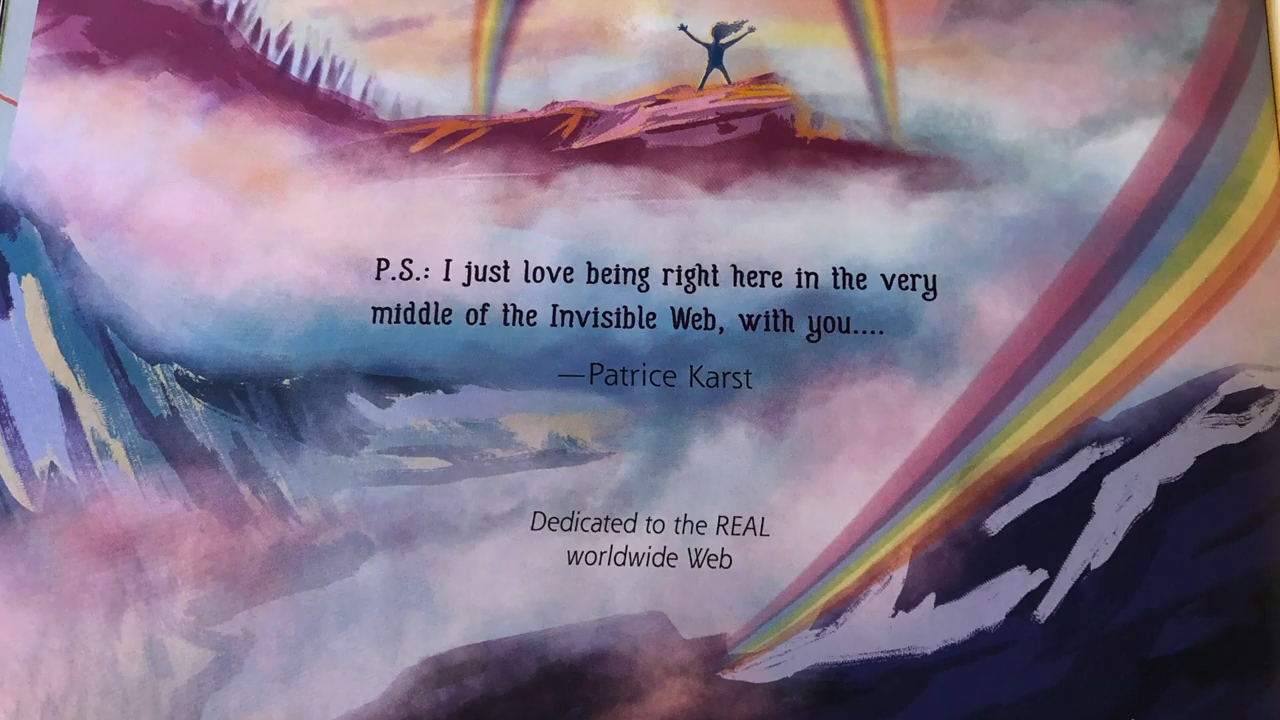 P.S.: I just love being right here in the very
middle of the Invisible Web, with you....
—Patrice Karst
Dedicated to the REAL
worldwide Web